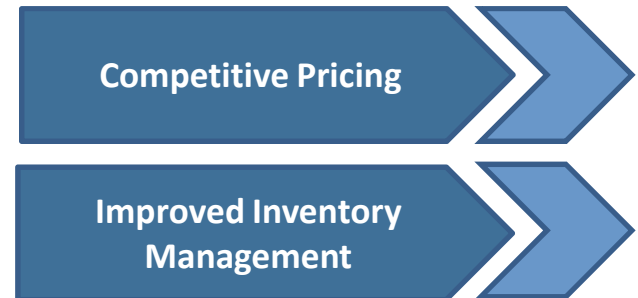 Competitive Pricing
Improved Inventory
Management